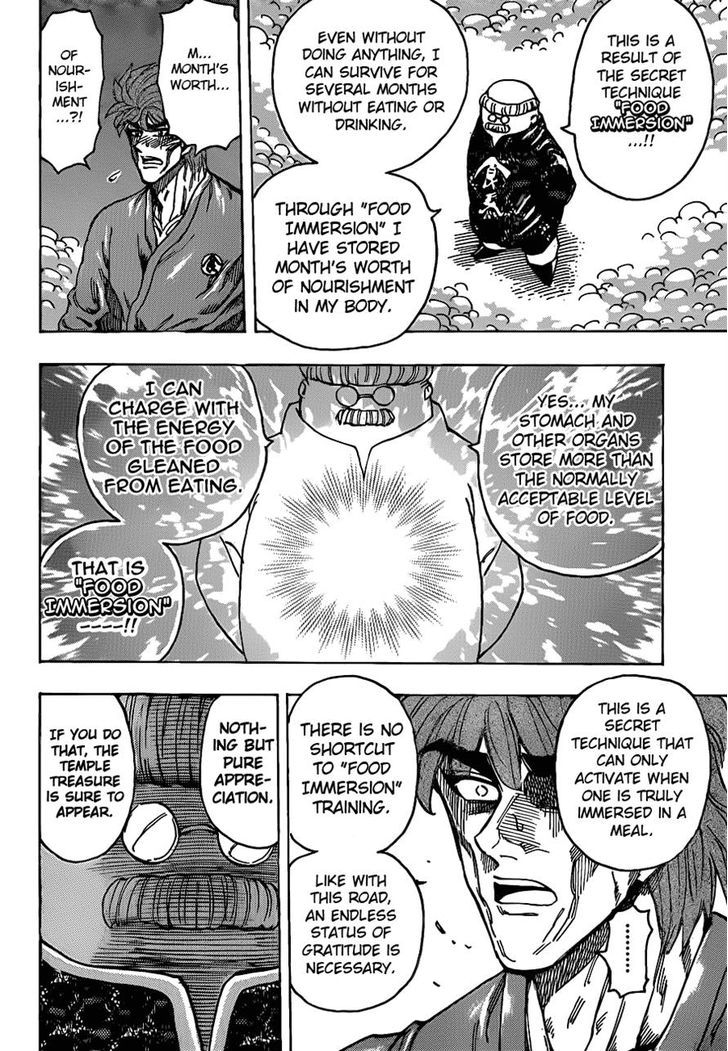 THIS IS A
RESULT OF
THE SECRET
TECHNIQUE
"FOOD
IMMERSION"
...!!
EVEN WITHOUT
DOING ANYTHING, I
CAN SURVIVE FOR
SEVERAL MONTHS
WITHOUT EATING OR
DRINKING.
THROUGH "FOOD
IMMERSION" I
HAVE STORED
MONTH'S WORTH
OF NOURISHMENT
IN MY BODY.
M...
MONTH'S
WORTH...
OF
NOUR-
ISH-
MENT
...?!
YES... MY
STOMACH AND
OTHER ORGANS
STORE MORE THAN
THE NORMALLY
ACCEPTABLE LEVEL
OF FOOD.
I CAN
CHARGE WITH
THE ENERGY
OF THE FOOD
GLEANED
FROM EATING.
THAT IS
"FOOD
IMMERSION"
----!!
THIS IS A
SECRET
TECHNIQUE THAT
CAN ONLY
ACTIVATE WHEN
ONE IS TRULY
IMMERSED IN A
MEAL.
.........
THERE IS NO
SHORTCUT
TO "FOOD
IMMERSION"
TRAINING.
LIKE WITH
THIS ROAD,
AN ENDLESS
STATUS OF
GRATITUDE IS
NECESSARY.
NOTH-
ING BUT
PURE
APPRE-
CIATION.
IF YOU DO
THAT, THE
TEMPLE
TREASURE
IS SURE TO
APPEAR.